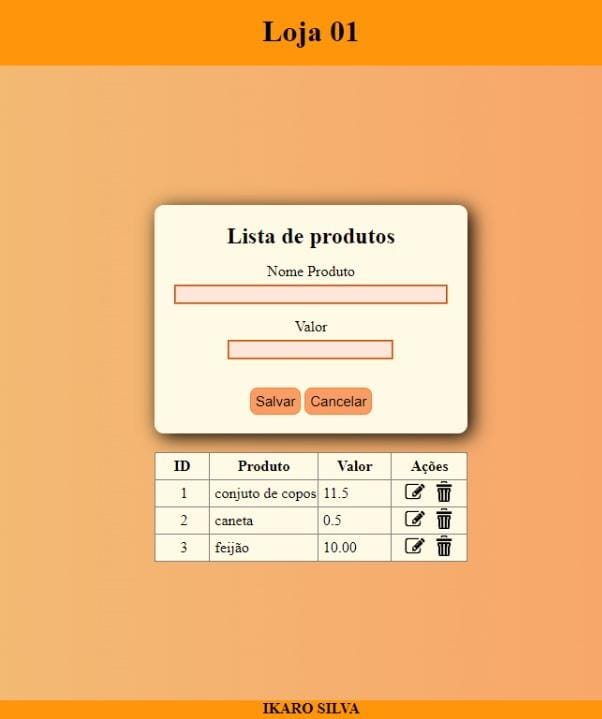 Loja 01
Lista de produtos
Nome Produto
Valor
Salvar Cancelar
ID Produto Valor Ações
1 conjuto de copos 11.5
2 caneta 0.5
3 feijão 10.00
IKARO SILVA